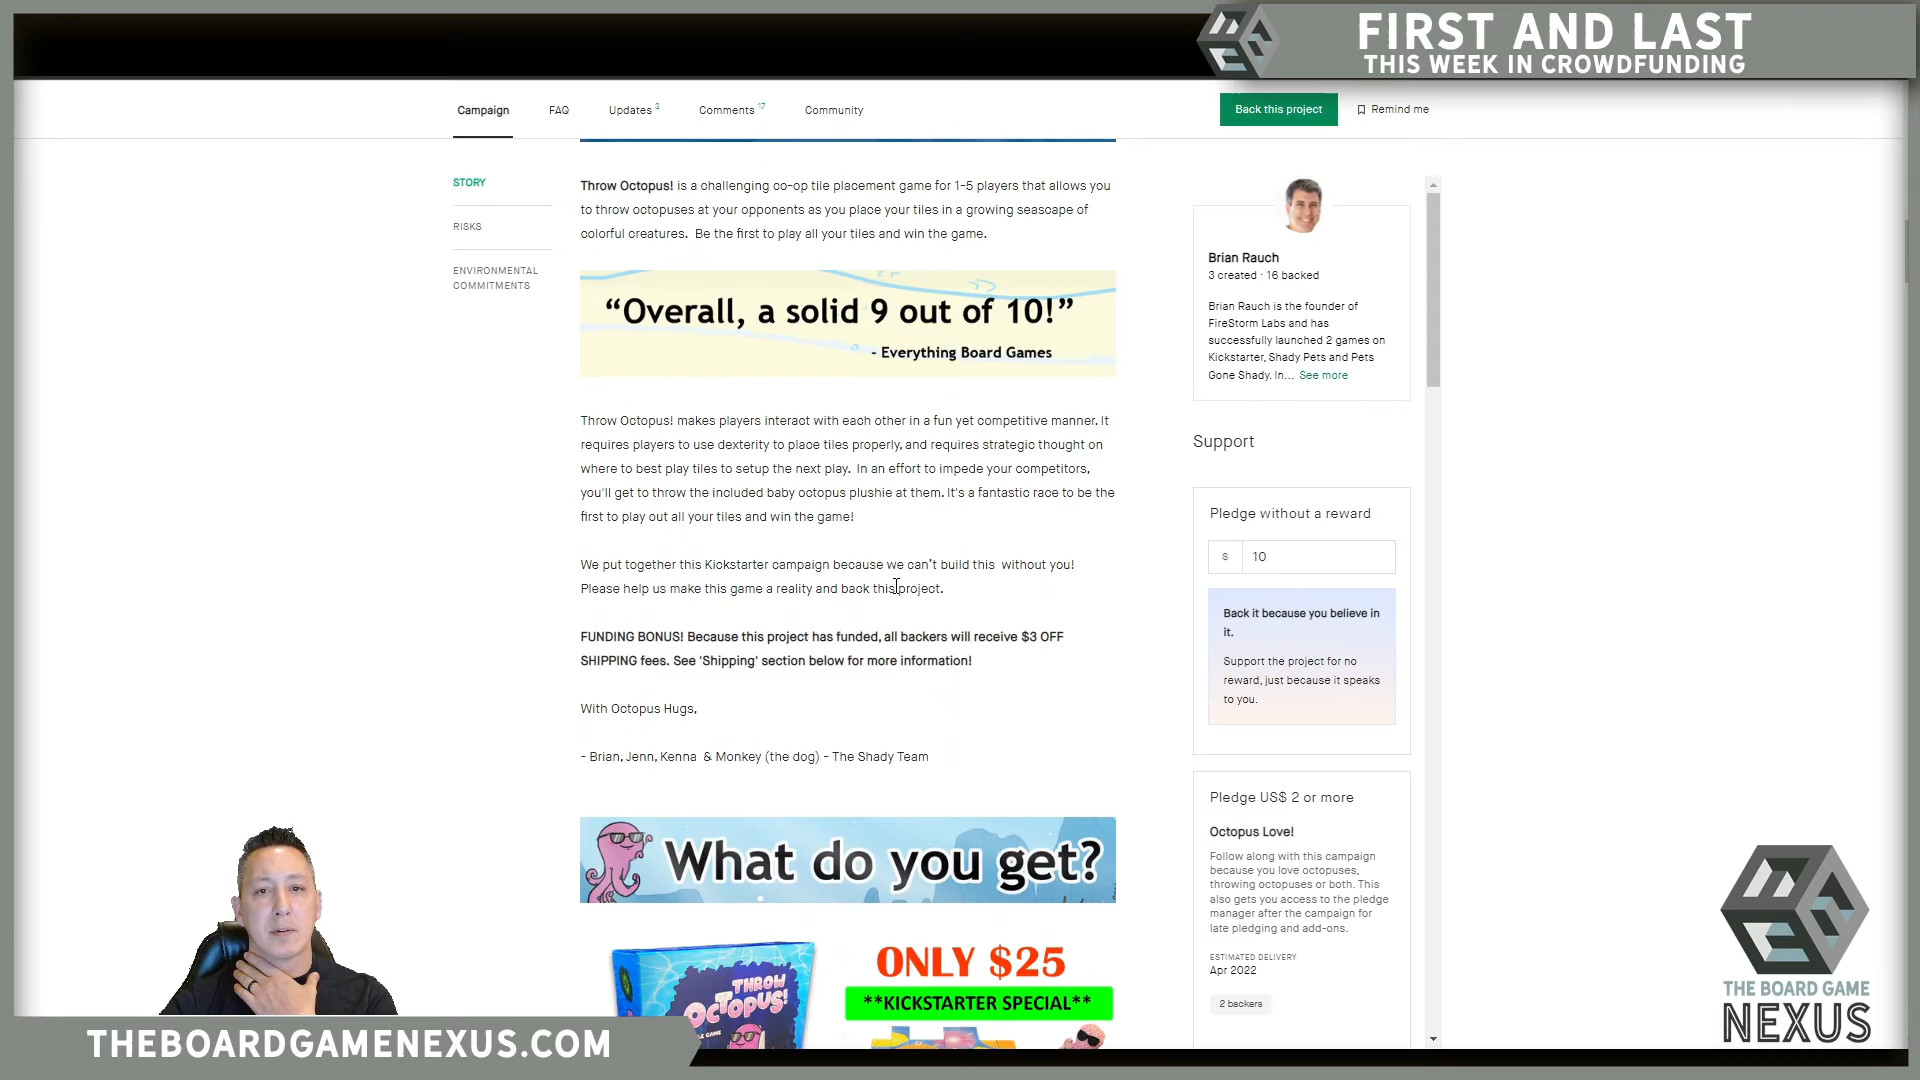 FIRST AND LAST
THIS WEEK IN CROWDFUNDING
Campaign
FAQ
Updates 2
Comments 17
Community
Back this project
Remind me
STORY
RISKS
ENVIRONMENTAL
COMMITMENTS
Throw Octopus! is a challenging co-op tile placement game for 1-5 players that allows you
to throw octopuses at your opponents as you place your tiles in a growing seascape of
colorful creatures. Be the first to play all your tiles and win the game.
“Overall, a solid 9 out of 10!”
- Everything Board Games
Throw Octopus! makes players interact with each other in a fun yet competitive manner. It
requires players to use dexterity to place tiles properly, and requires strategic thought on
where to best play tiles to setup the next play. In an effort to impede your competitors,
you'll get to throw the included baby octopus plushie at them. It's a fantastic race to be the
first to play out all your tiles and win the game!
We put together this Kickstarter campaign because we can't build this without you!
Please help us make this game a reality and back this project.
FUNDING BONUS! Because this project has funded, all backers will receive $3 OFF
SHIPPING fees. See 'Shipping' section below for more information!
With Octopus Hugs,
- Brian, Jenn, Kenna & Monkey (the dog) - The Shady Team
What do you get?
THROW
OCTOPUS!
ONLY $25
**KICKSTARTER SPECIAL**
Brian Rauch
3 created · 16 backed
Brian Rauch is the founder of
FireStorm Labs and has
successfully launched 2 games on
Kickstarter, Shady Pets and Pets
Gone Shady. In... See more
Support
Pledge without a reward
$ 10
Back it because you believe in
it.
Support the project for no
reward, just because it speaks
to you.
Pledge US$ 2 or more
Octopus Love!
Follow along with this campaign
because you love octopuses,
throwing octopuses or both. This
also gets you access to the pledge
manager after the campaign for
late pledging and add-ons.
ESTIMATED DELIVERY
Apr 2022
2 backers
THE BOARD GAME
NEXUS
THEBOARDGAMENEXUS.COM